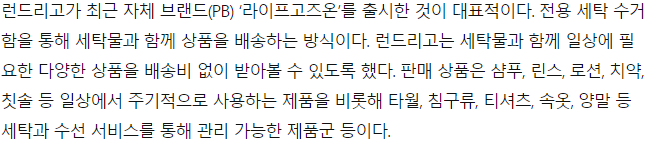 런드리고가 최근 자체 브랜드(PB) ‘라이프고즈온’를 출시한 것이 대표적이다. 전용 세탁 수거
함을 통해 세탁물과 함께 상품을 배송하는 방식이다. 런드리고는 세탁물과 함께 일상에 필
요한 다양한 상품을 배송비 없이 받아볼 수 있도록 했다. 판매 상품은 샴푸, 린스, 로션, 치약,
칫솔 등 일상에서 주기적으로 사용하는 제품을 비롯해 타월, 침구류, 티셔츠, 속옷, 양말 등
세탁과 수선 서비스를 통해 관리 가능한 제품군 등이다.